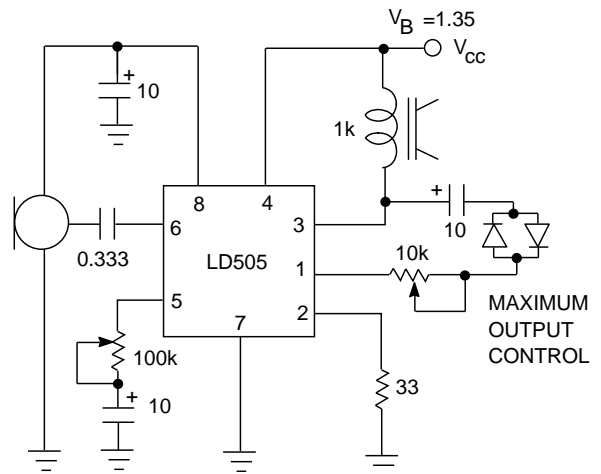 V_B =1.35
V_CC
+
10
1k
8
4
+
10
6
3
0.333
LD505
10k
1
5
2
7
MAXIMUM
OUTPUT
CONTROL
100k
+
10
33